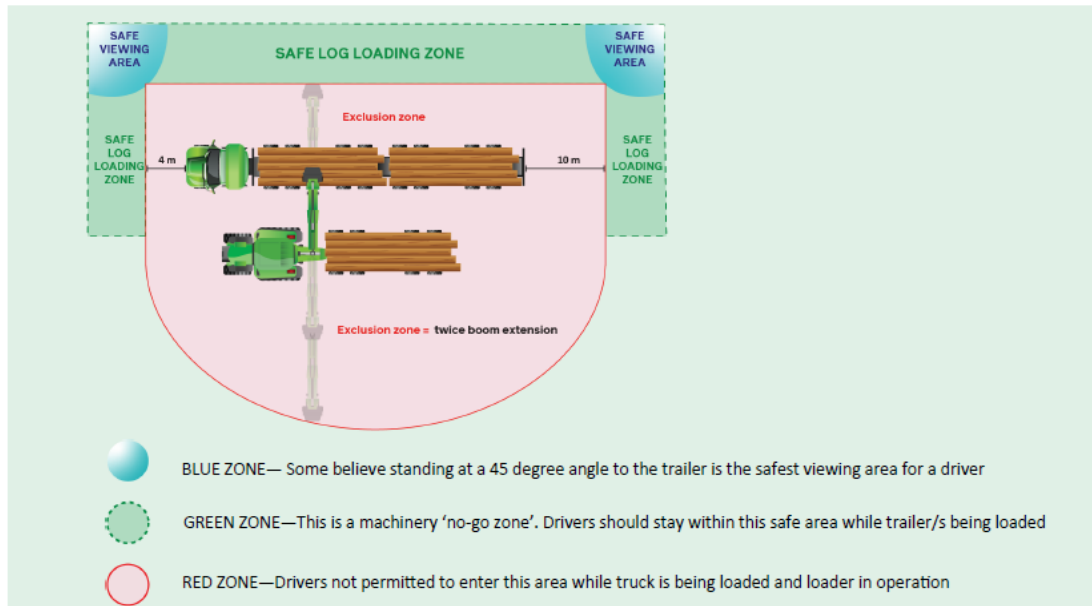 SAFE
VIEWING
AREA
SAFE LOG LOADING ZONE
SAFE
VIEWING
AREA
Exclusion zone
SAFE
LOG
LOADING
ZONE
4 m
10 m
SAFE
LOG
LOADING
ZONE
Exclusion zone = twice boom extension
BLUE ZONE— Some believe standing at a 45 degree angle to the trailer is the safest viewing area for a driver
GREEN ZONE—This is a machinery ‘no-go zone’. Drivers should stay within this safe area while trailer/s being loaded
RED ZONE—Drivers not permitted to enter this area while truck is being loaded and loader in operation